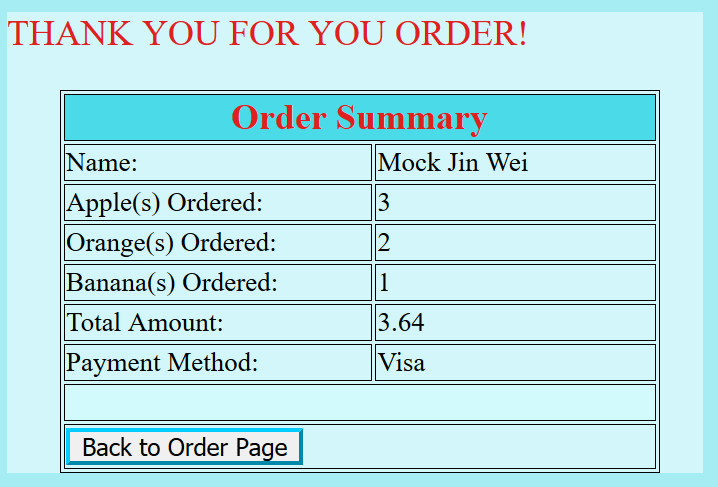 THANK YOU FOR YOU ORDER!
Order Summary
Name: Mock Jin Wei
Apple(s) Ordered: 3
Orange(s) Ordered: 2
Banana(s) Ordered: 1
Total Amount: 3.64
Payment Method: Visa
Back to Order Page